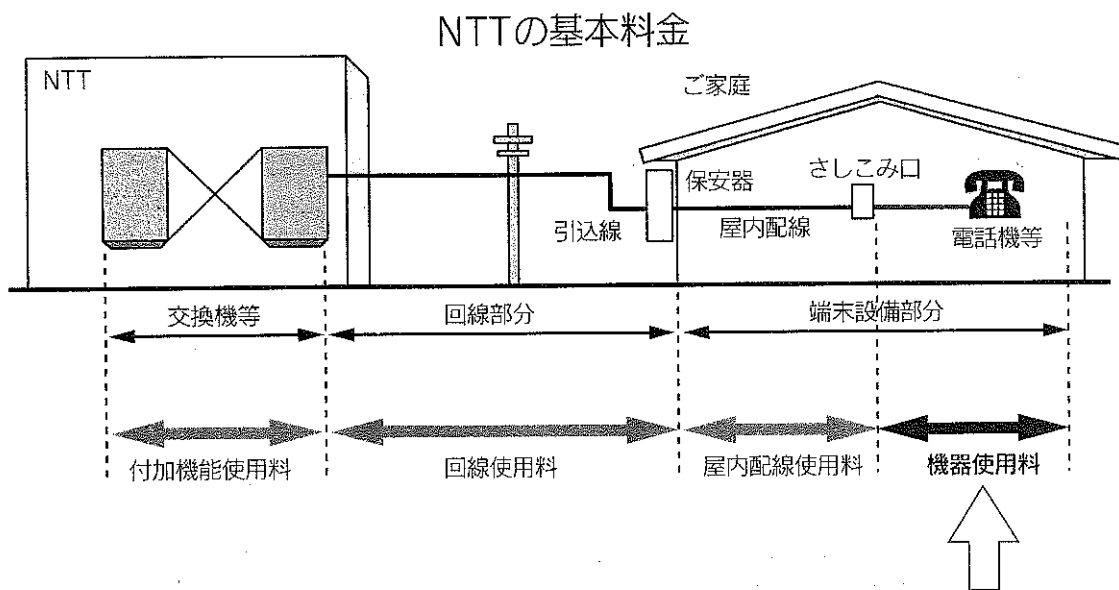 NTTの基本料金
NTT
ご家庭
保安器
さしこみ口
引込線
屋内配線
電話機等
交換機等
回線部分
端末設備部分
付加機能使用料
回線使用料
屋内配線使用料
機器使用料